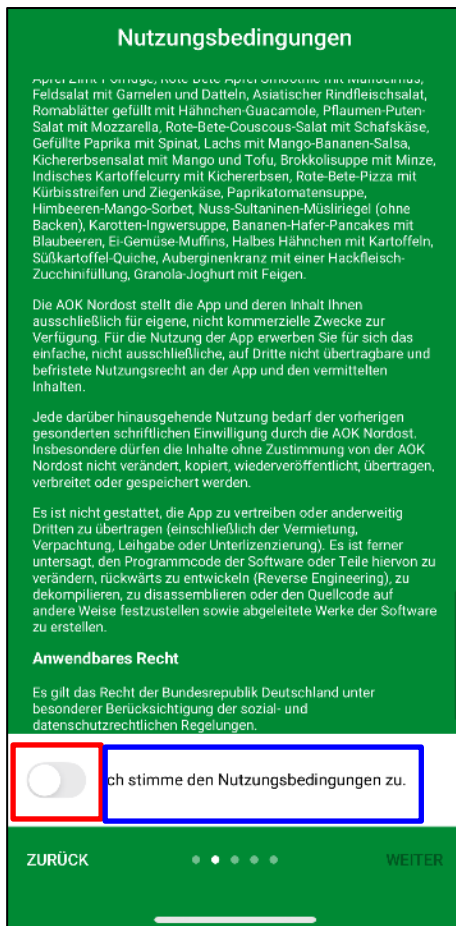 Nutzungsbedingungen
Apfel-Zimt-Porridge, Rote-Bete-Apfel-Smoothie mit Mandelmus,
Feldsalat mit Garnelen und Datteln, Asiatischer Rindfleischsalat,
Romablätter gefüllt mit Hähnchen-Guacamole, Pflaumen-Puten-
Salat mit Mozzarella, Rote-Bete-Couscous-Salat mit Schafskäse,
Gefüllte Paprika mit Spinat, Lachs mit Mango-Bananen-Salsa,
Kichererbsensalat mit Mango und Tofu, Brokkolisuppe mit Minze,
Indisches Kartoffelcurry mit Kichererbsen, Rote-Bete-Pizza mit
Kürbisstreifen und Ziegenkäse, Paprikatomatensuppe,
Himbeeren-Mango-Sorbet, Nuss-Sultaninen-Müsliriegel (ohne
Backen), Karotten-Ingwersuppe, Bananen-Hafer-Pancakes mit
Blaubeeren, Ei-Gemüse-Muffins, Halbes Hähnchen mit Kartoffeln,
Süßkartoffel-Quiche, Auberginenkranz mit einer Hackfleisch-
Zucchinifüllung, Granola-Joghurt mit Feigen.
Die AOK Nordost stellt die App und deren Inhalt Ihnen
ausschließlich für eigene, nicht kommerzielle Zwecke zur
Verfügung. Für die Nutzung der App erwerben Sie für sich das
einfache, nicht ausschließliche, auf Dritte nicht übertragbare und
befristete Nutzungsrecht an der App und den vermittelten
Inhalten.
Jede darüber hinausgehende Nutzung bedarf der vorherigen
gesonderten schriftlichen Einwilligung durch die AOK Nordost.
Insbesondere dürfen die Inhalte ohne Zustimmung von der AOK
Nordost nicht verändert, kopiert, wiederveröffentlicht, übertragen,
verbreitet oder gespeichert werden.
Es ist nicht gestattet, die App zu vertreiben oder anderweitig
Dritten zu übertragen (einschließlich der Vermietung,
Verpachtung, Leihgabe oder Unterlizenzierung). Es ist ferner
untersagt, den Programmcode der Software oder Teile hiervon zu
verändern, rückwärts zu entwickeln (Reverse Engineering), zu
dekompilieren, zu disassemblieren oder den Quellcode auf
andere Weise festzustellen sowie abgeleitete Werke der Software
zu erstellen.
Anwendbares Recht
Es gilt das Recht der Bundesrepublik Deutschland unter
besonderer Berücksichtigung der sozial- und
datenschutzrechtlichen Regelungen.
ch stimme den Nutzungsbedingungen zu.
ZURÜCK
WEITER